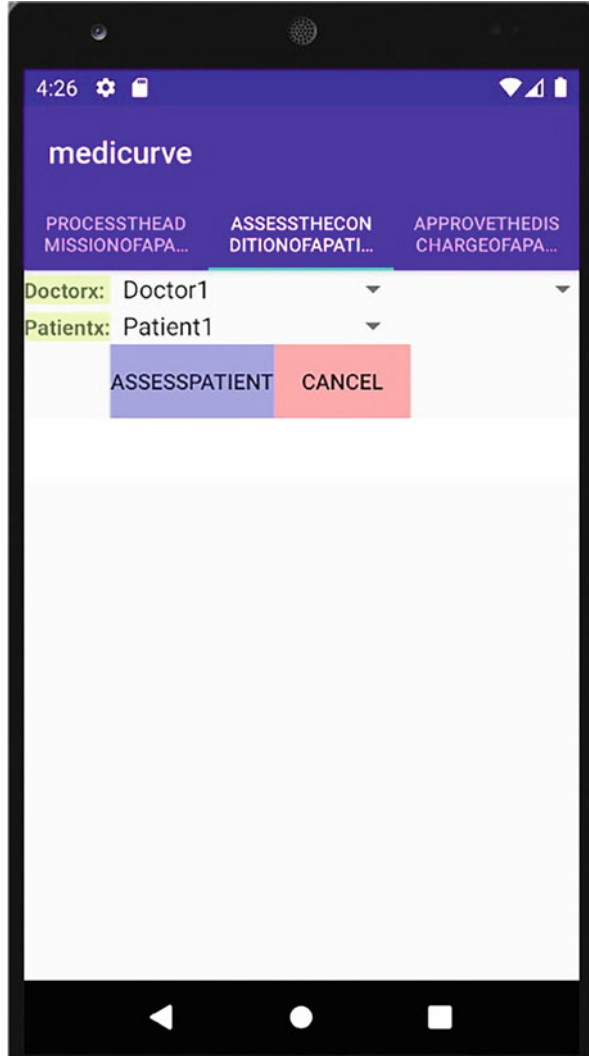 4:26
medicurve
PROCESSTHEAD
MISSIONOFAPA...
ASSESSTHECON
DITIONOFAPATI...
APPROVETHEDIS
CHARGEOFAPA...
Doctorx: Doctor1
Patientx: Patient1
ASSESSPATIENT CANCEL